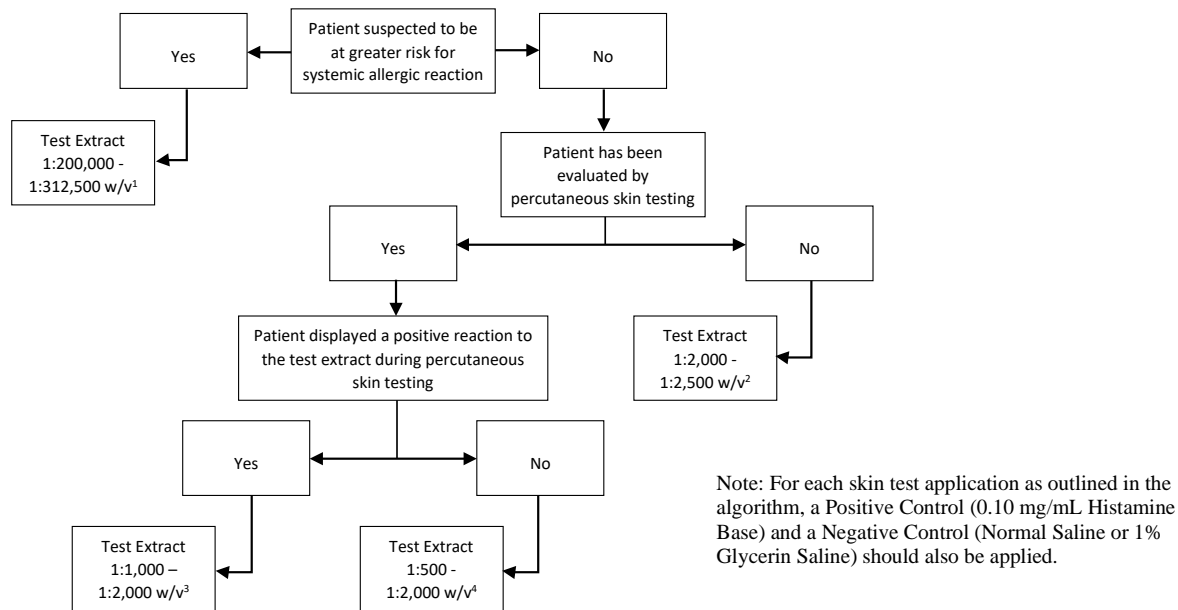 Patient suspected to be
at greater risk for
systemic allergic reaction
Yes
No
Test Extract
1:200,000 -
1:312,500 w/v¹
Patient has been
evaluated by
percutaneous skin testing
Yes
No
Patient displayed a positive reaction to
the test extract during percutaneous
skin testing
Test Extract
1:2,000 -
1:2,500 w/v²
Yes
No
Test Extract
1:1,000 –
1:2,000 w/v³
Test Extract
1:500 -
1:2,000 w/v⁴
Note: For each skin test application as outlined in the
algorithm, a Positive Control (0.10 mg/mL Histamine
Base) and a Negative Control (Normal Saline or 1%
Glycerin Saline) should also be applied.